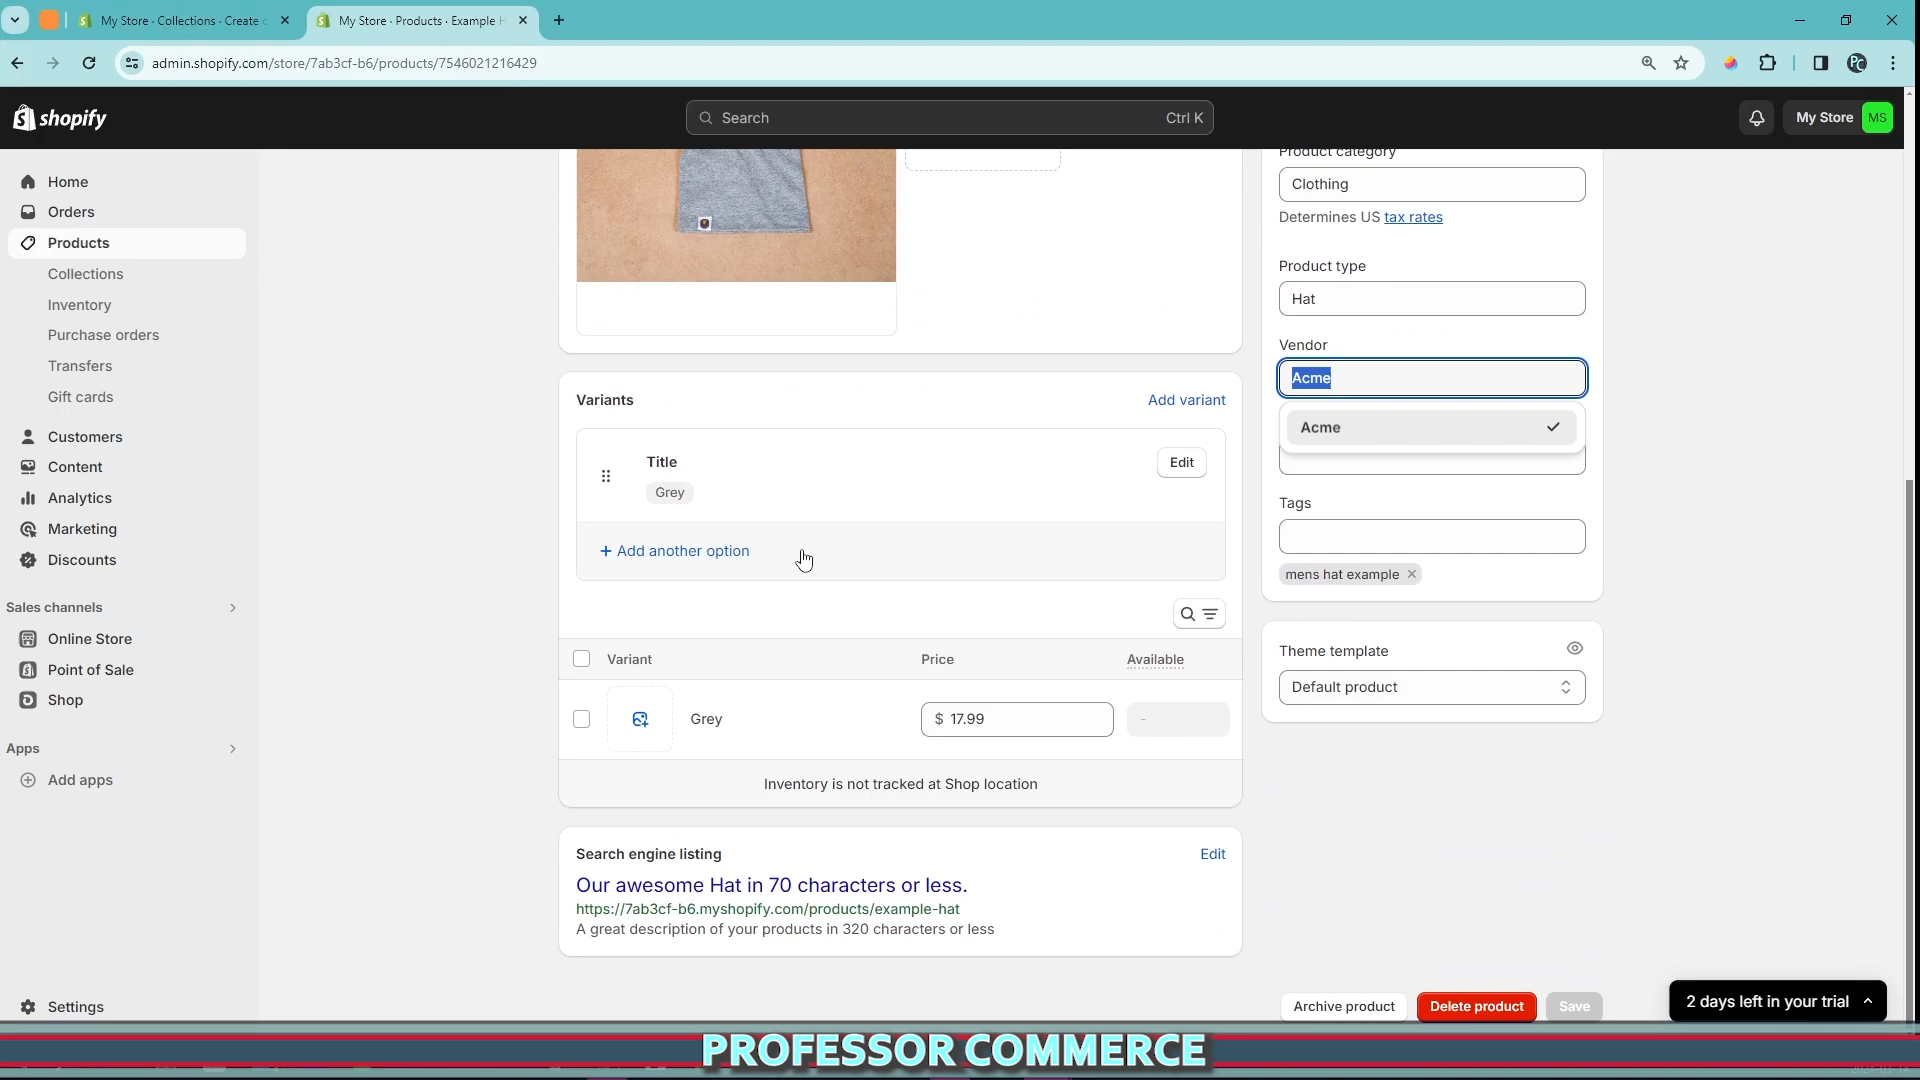 My Store · Collections · Create c
My Store · Products · Example H
admin.shopify.com/store/7ab3cf-b6/products/7546021216429
PC
shopify
Search
Ctrl K
My Store
MS
Home
Orders
Products
Collections
Inventory
Purchase orders
Transfers
Gift cards
Customers
Content
Analytics
Marketing
Discounts
Sales channels
Online Store
Point of Sale
Shop
Apps
Add apps
Settings
Variants
Add variant
Title
Edit
Grey
+ Add another option
Variant
Price
Available
Grey
$ 17.99
-
Inventory is not tracked at Shop location
Search engine listing
Edit
Our awesome Hat in 70 characters or less.
https://7ab3cf-b6.myshopify.com/products/example-hat
A great description of your products in 320 characters or less
Product category
Clothing
Determines US tax rates
Product type
Hat
Vendor
Acme
Acme
Tags
mens hat example
Theme template
Default product
Archive product
Delete product
Save
2 days left in your trial
PROFESSOR COMMERCE